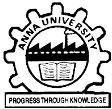 ANNA UNIVERSITY
PROGRESS THROUGH KNOWLEDGE